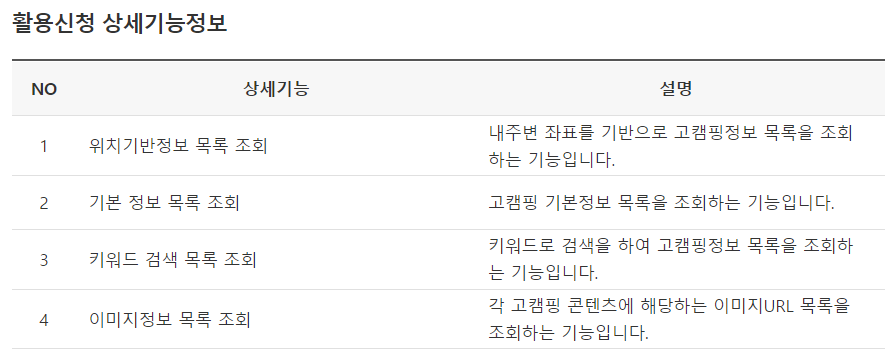 활용신청 상세기능정보
NO 상세기능 설명
1 위치기반정보 목록 조회 내주변 좌표를 기반으로 고캠핑정보 목록을 조회
하는 기능입니다.
2 기본 정보 목록 조회 고캠핑 기본정보 목록을 조회하는 기능입니다.
3 키워드 검색 목록 조회 키워드로 검색을 하여 고캠핑정보 목록을 조회하
는 기능입니다.
4 이미지정보 목록 조회 각 고캠핑 콘텐츠에 해당하는 이미지URL 목록을
조회하는 기능입니다.